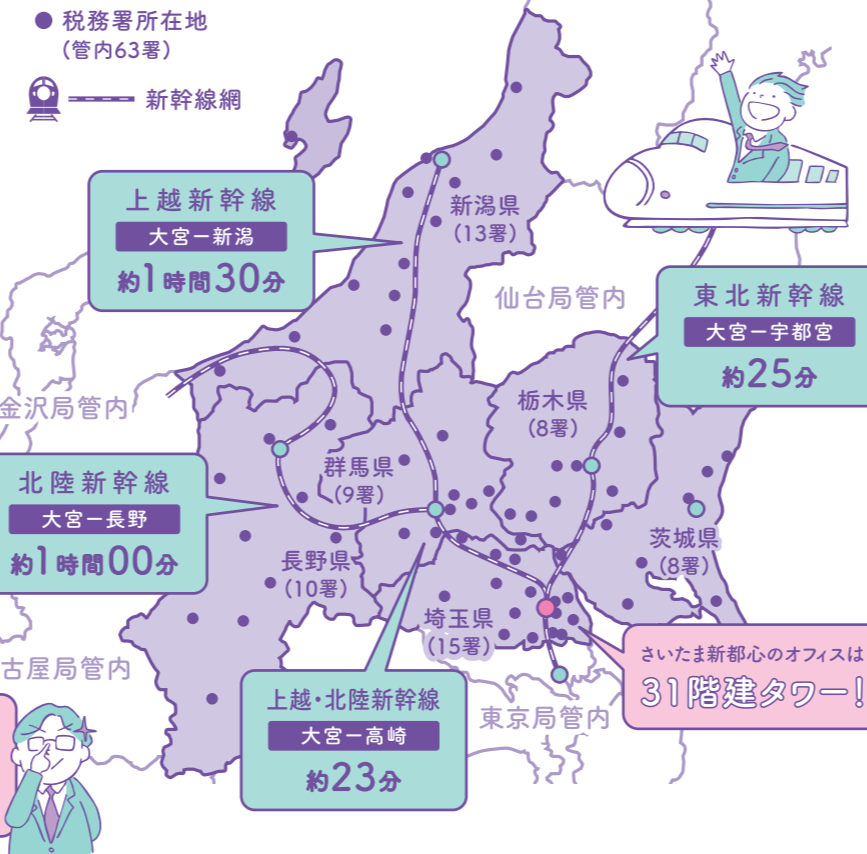 ● 税務署所在地
(管内63署)
新幹線網
上越新幹線
大宮ー新潟
約1時間30分
新潟県
(13署)
仙台局管内
東北新幹線
大宮ー宇都宮
約25分
金沢局管内
栃木県
(8署)
群馬県
(9署)
北陸新幹線
大宮ー長野
約1時間00分
長野県
(10署)
茨城県
(8署)
埼玉県
(15署)
古屋局管内
さいたま新都心のオフィスは
31階建タワー!
上越・北陸新幹線
大宮ー高崎
約23分
東京局管内